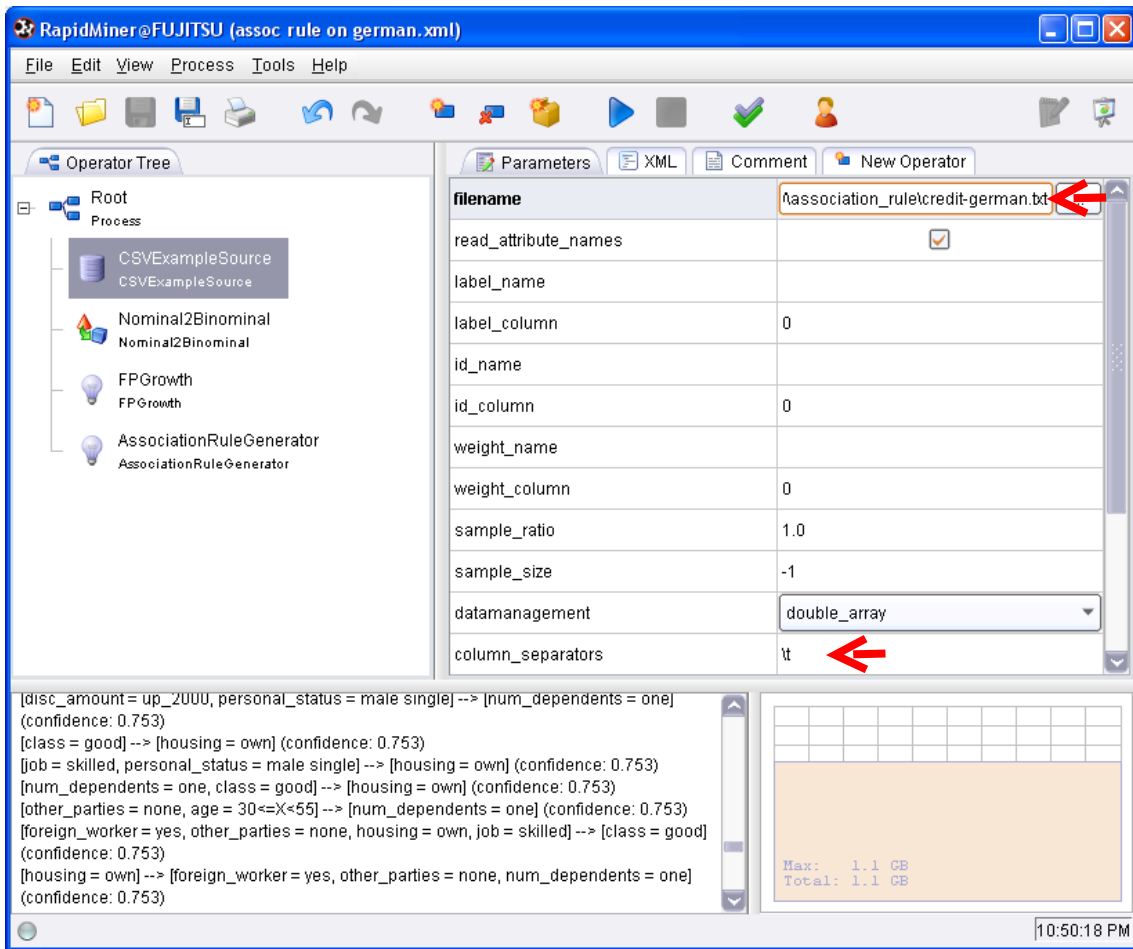 RapidMiner@FUJITSU (assoc rule on german.xml)
File Edit View Process Tools Help
Operator Tree
Parameters XML Comment New Operator
Root
Process
CSVExampleSource
CSVExampleSource
Nominal2Binominal
Nominal2Binominal
FPGrowth
FPGrowth
AssociationRuleGenerator
AssociationRuleGenerator
filename \association_rule\credit-german.txt
read_attribute_names
label_name
label_column 0
id_name
id_column 0
weight_name
weight_column 0
sample_ratio 1.0
sample_size -1
datamanagement double_array
column_separators \t
[disc_amount = up_2000, personal_status = male single] --> [num_dependents = one]
(confidence: 0.753)
[class = good] --> [housing = own] (confidence: 0.753)
[job = skilled, personal_status = male single] --> [housing = own] (confidence: 0.753)
[num_dependents = one, class = good] --> [housing = own] (confidence: 0.753)
[other_parties = none, age = 30<=X<55] --> [num_dependents = one] (confidence: 0.753)
[foreign_worker = yes, other_parties = none, housing = own, job = skilled] --> [class = good]
(confidence: 0.753)
[housing = own] --> [foreign_worker = yes, other_parties = none, num_dependents = one]
(confidence: 0.753)
Max: 1.1 GB
Total: 1.1 GB
10:50:18 PM